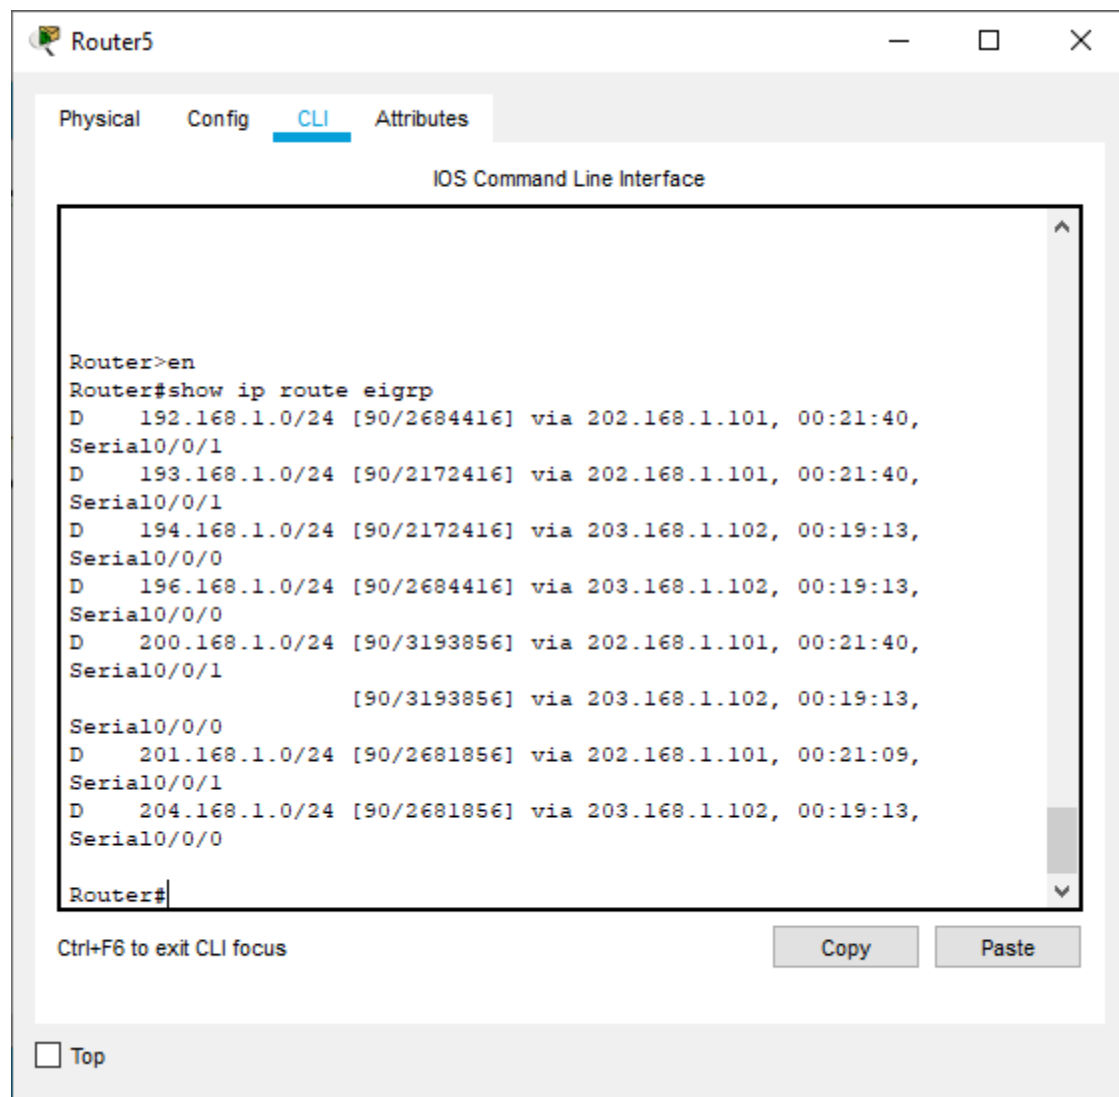 Router5
Physical Config CLI Attributes
IOS Command Line Interface
Router>en
Router#show ip route eigrp
D    192.168.1.0/24 [90/2684416] via 202.168.1.101, 00:21:40,
Serial0/0/1
D    193.168.1.0/24 [90/2172416] via 202.168.1.101, 00:21:40,
Serial0/0/1
D    194.168.1.0/24 [90/2172416] via 203.168.1.102, 00:19:13,
Serial0/0/0
D    196.168.1.0/24 [90/2684416] via 203.168.1.102, 00:19:13,
Serial0/0/0
D    200.168.1.0/24 [90/3193856] via 202.168.1.101, 00:21:40,
Serial0/0/1
                    [90/3193856] via 203.168.1.102, 00:19:13,
Serial0/0/0
D    201.168.1.0/24 [90/2681856] via 202.168.1.101, 00:21:09,
Serial0/0/1
D    204.168.1.0/24 [90/2681856] via 203.168.1.102, 00:19:13,
Serial0/0/0
Router#
Ctrl+F6 to exit CLI focus
Copy Paste
Top